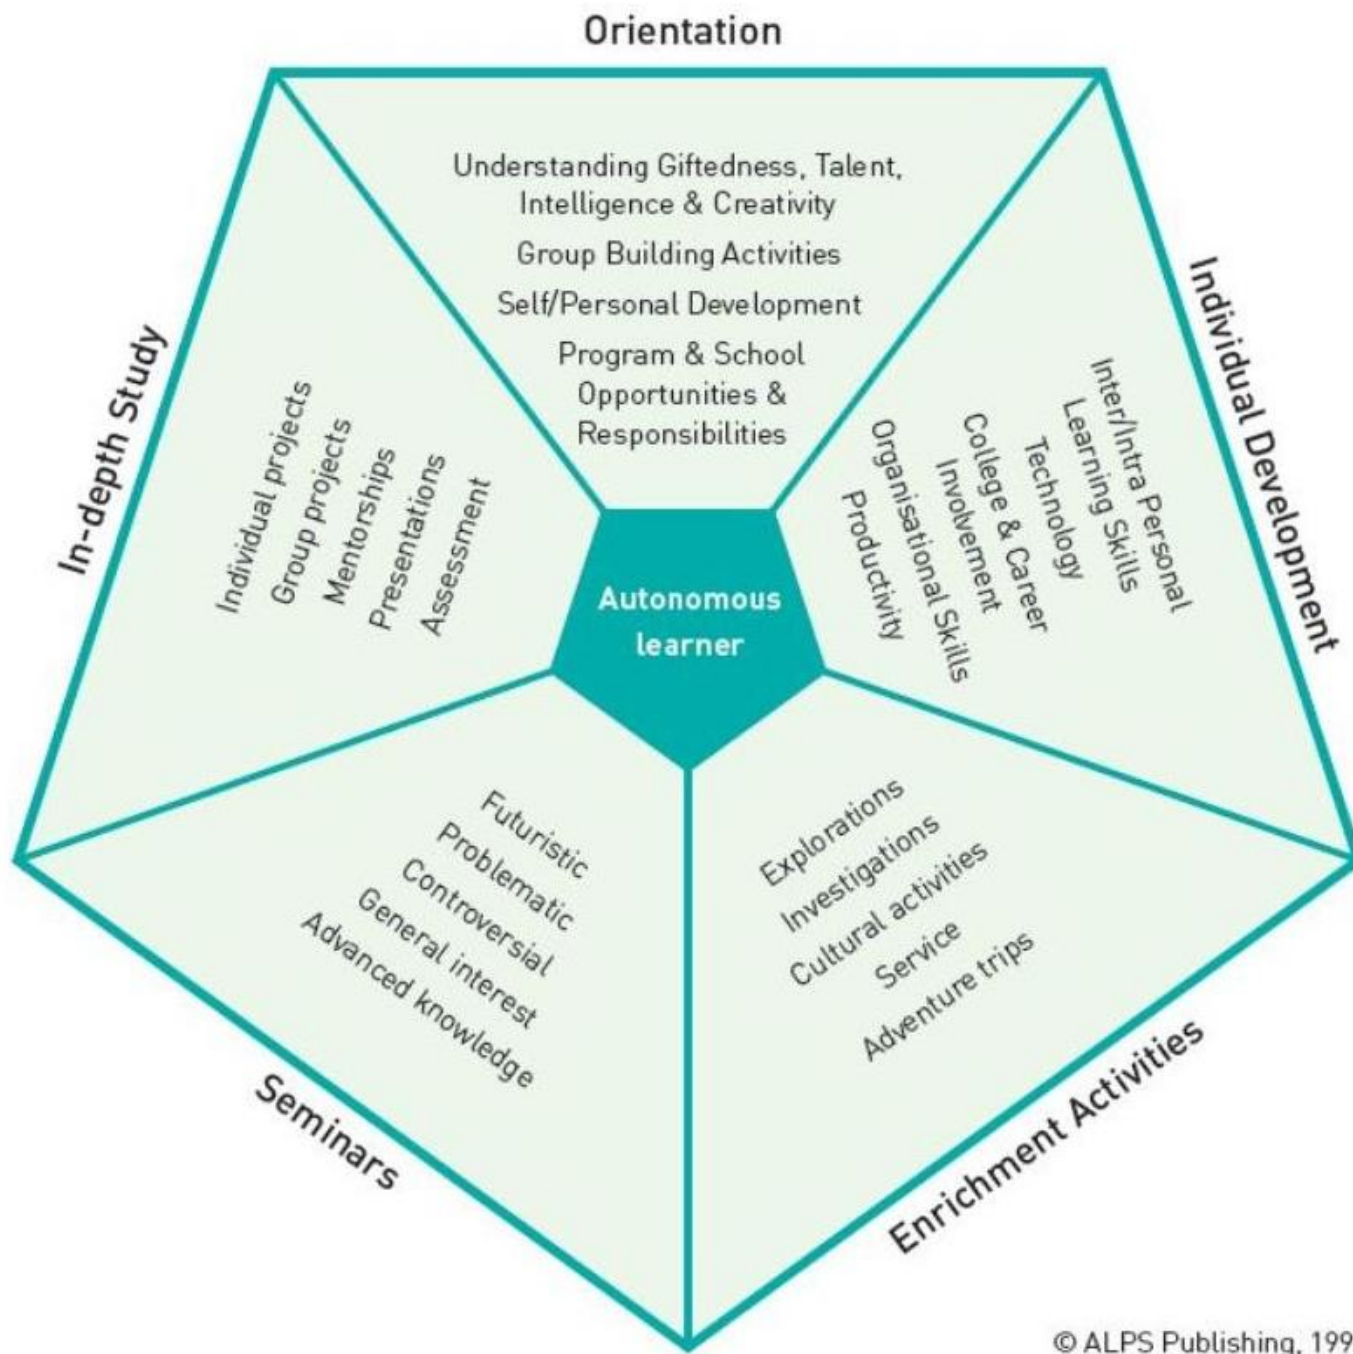 Orientation
Understanding Giftedness, Talent,
Intelligence & Creativity
Group Building Activities
Self/Personal Development
Program & School
Opportunities &
Responsibilities
Individual Development
Inter/Intra Personal
Learning Skills
Technology
College & Career
Involvement
Organisational Skills
Productivity
Enrichment Activities
Explorations
Investigations
Cultural activities
Service
Adventure trips
Seminars
Futuristic
Problematic
Controversial
General interest
Advanced knowledge
In-depth Study
Individual projects
Group projects
Mentorships
Presentations
Assessment
Autonomous
learner
© ALPS Publishing, 199